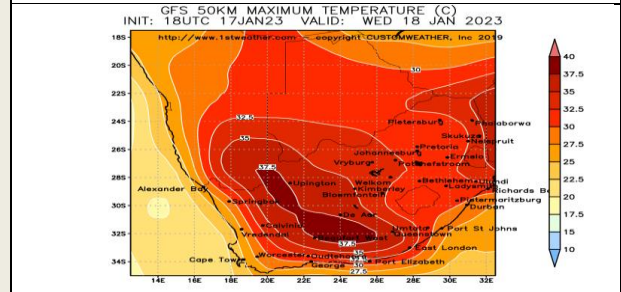 GFS 50KM MAXIMUM TEMPERATURE (C)
INIT: 18UTC 17JAN23 VALID: WED 18 JAN 2023
http://www.1stweather.com - copyright CUSTOMWEATHER, Inc 2019
18S
20S
22S
24S
26S
28S
30S
32S
34S
14E 16E 18E 20E 22E 24E 26E 28E 30E 32E
40
37.5
35
32.5
30
27.5
25
22.5
20
17.5
15
10
30
32.5
35
37.5
37.5
35
30
27.5
Pietersburg
Phalaborwa
Skukuza
Nelspruit
Pretoria
Johannesburg
Ermelo
Vryburg
Potchefstroom
Welkom
Bethlehem
Ulundi
Ladysmith
Upington
Kimberley
Bloemfontein
Richards B
Alexander Bay
Springbok
Pietermaritzburg
Durban
De Aar
Calvinia
Vredendal
Beaufort West
Umtata
Port St Johns
Queenstown
East London
Cape Town
Worcester
Oudtshoorn
George
Port Elizabeth